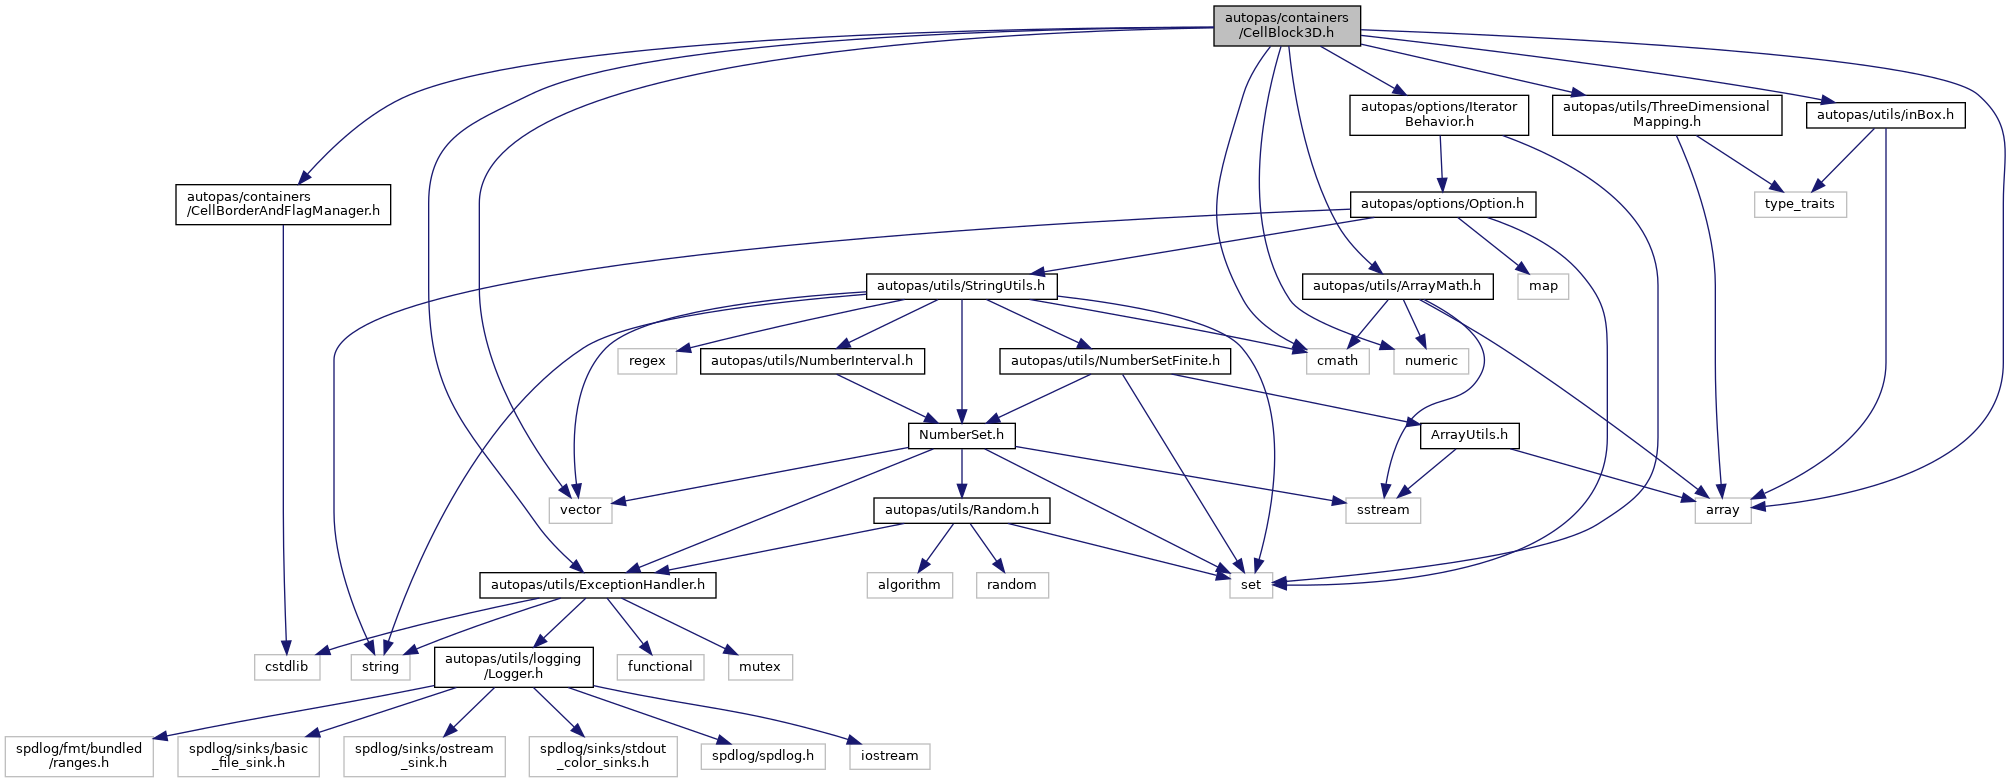 autopas/containers
/CellBlock3D.h
autopas/options/Iterator
Behavior.h
autopas/utils/ThreeDimensional
Mapping.h
autopas/utils/inBox.h
autopas/containers
/CellBorderAndFlagManager.h
autopas/options/Option.h
type_traits
autopas/utils/StringUtils.h
autopas/utils/ArrayMath.h
map
regex
autopas/utils/NumberInterval.h
autopas/utils/NumberSetFinite.h
cmath
numeric
NumberSet.h
ArrayUtils.h
vector
autopas/utils/Random.h
sstream
array
autopas/utils/ExceptionHandler.h
algorithm
random
set
cstdlib
string
autopas/utils/logging
/Logger.h
functional
mutex
spdlog/fmt/bundled
/ranges.h
spdlog/sinks/basic
_file_sink.h
spdlog/sinks/ostream
_sink.h
spdlog/sinks/stdout
_color_sinks.h
spdlog/spdlog.h
iostream